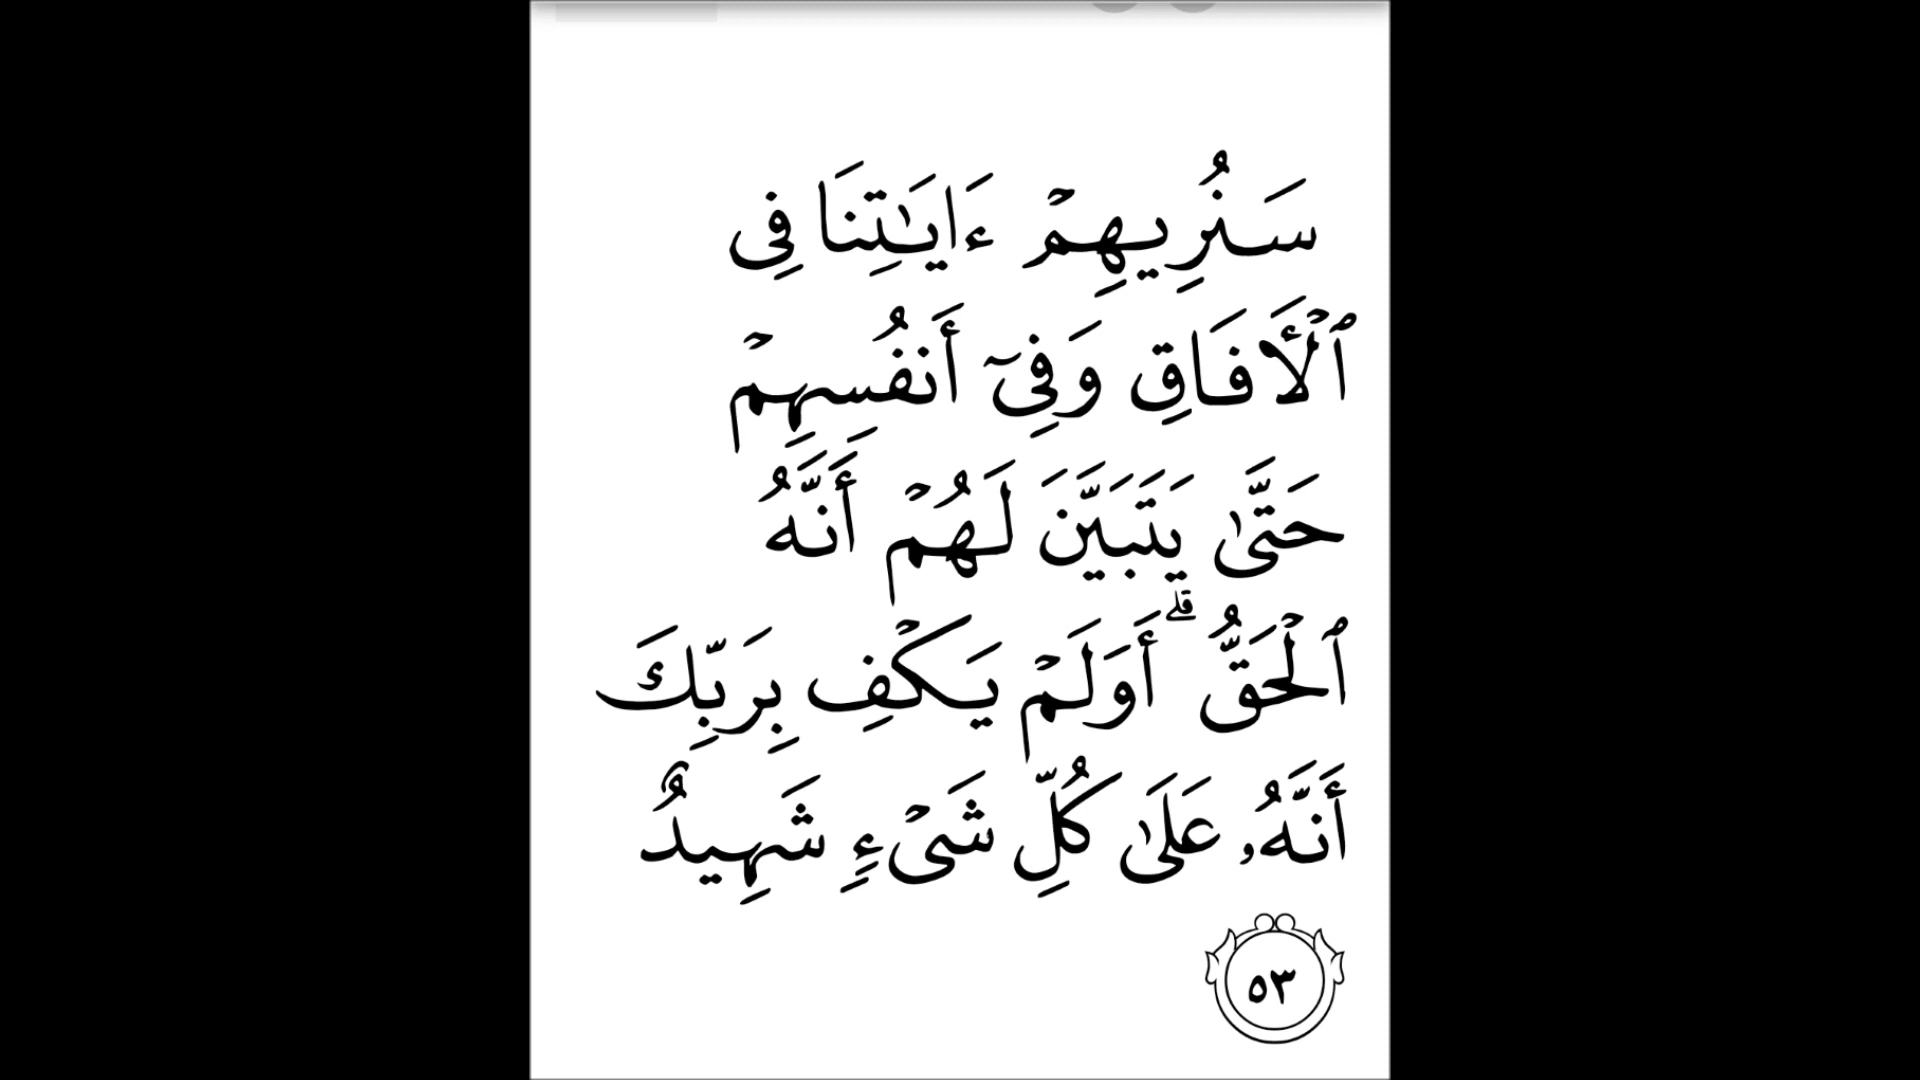 سَنُرِيهِمۡ ءَايَٰتِنَا فِي
ٱلۡأٓفَاقِ وَفِيٓ أَنفُسِهِمۡ
حَتَّىٰ يَتَبَيَّنَ لَهُمۡ أَنَّهُ
ٱلۡحَقُّۗ أَوَلَمۡ يَكۡفِ بِرَبِّكَ
أَنَّهُۥ عَلَىٰ كُلِّ شَيۡءٖ شَهِيدٌ
٥٣